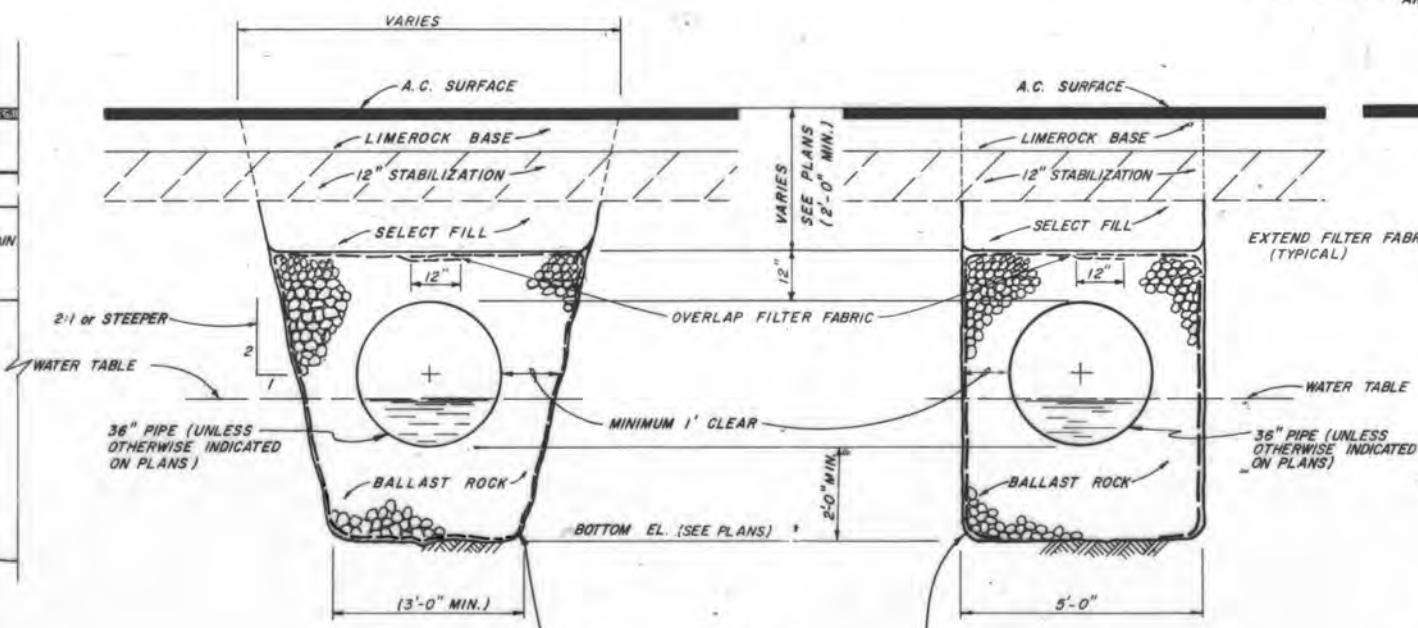 VARIES
A.C. SURFACE
LIMEROCK BASE
12" STABILIZATION
SELECT FILL
12"
2:1 or STEEPER
2
1
WATER TABLE
36" PIPE (UNLESS
OTHERWISE INDICATED
ON PLANS)
BALLAST ROCK
(3'-0" MIN.)
VARIES
SEE PLANS
(2'-0" MIN.)
12"
OVERLAP FILTER FABRIC
MINIMUM 1' CLEAR
2'-0" MIN.
BOTTOM EL. (SEE PLANS)
A.C. SURFACE
LIMEROCK BASE
12" STABILIZATION
SELECT FILL
12"
EXTEND FILTER FABR
(TYPICAL)
WATER TABLE
36" PIPE (UNLESS
OTHERWISE INDICATED
ON PLANS)
BALLAST ROCK
5'-0"